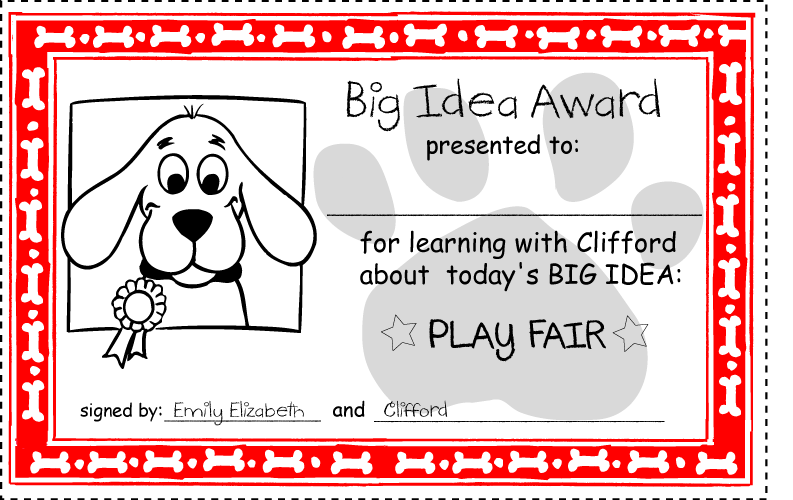 Big Idea Award
presented to:
for learning with Clifford
about today's BIG IDEA:
PLAY FAIR
signed by: Emily Elizabeth and Clifford